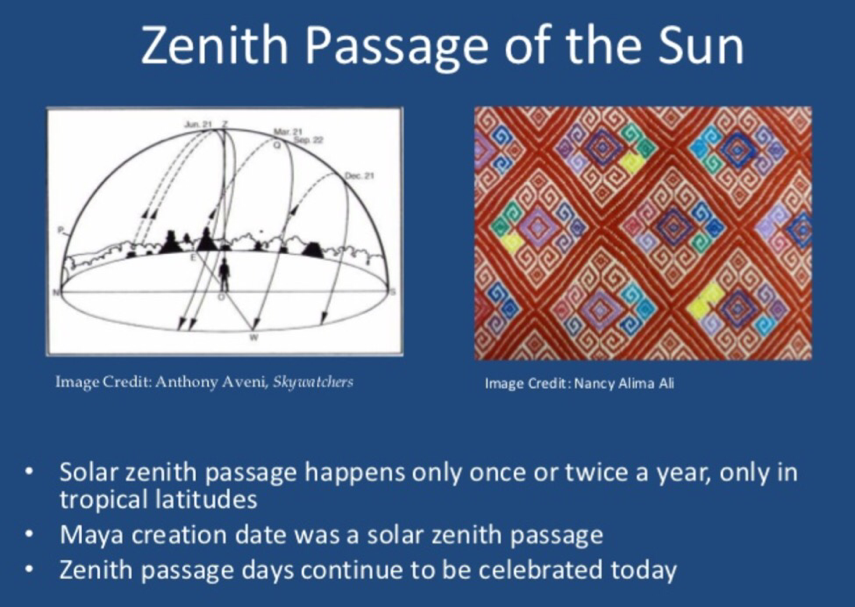 Zenith Passage of the Sun
Jun. 21 Z
Mar. 21
Q Sep. 22
Dec. 21
P
E
N O S
W
Image Credit: Anthony Aveni, Skywatchers
Image Credit: Nancy Alima Ali
• Solar zenith passage happens only once or twice a year, only in
tropical latitudes
• Maya creation date was a solar zenith passage
• Zenith passage days continue to be celebrated today